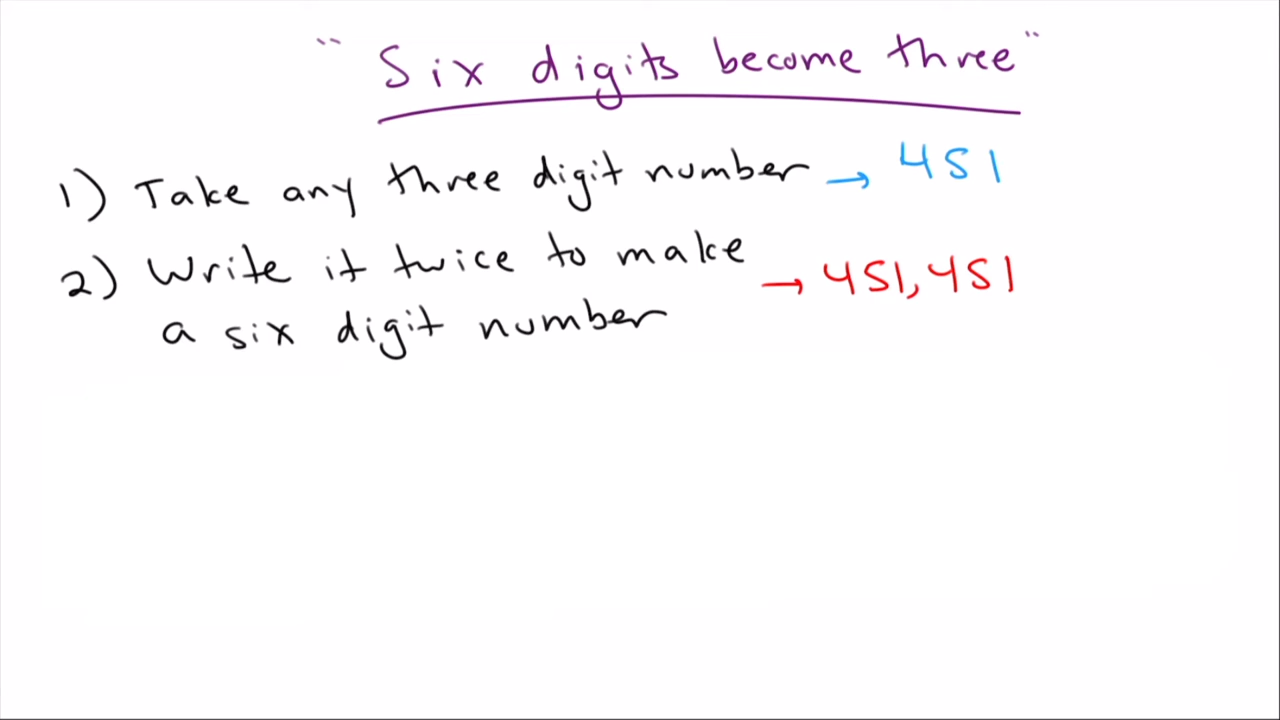 "Six digits become three"
1) Take any three digit number → 451
2) Write it twice to make
→ 451,451
a six digit number